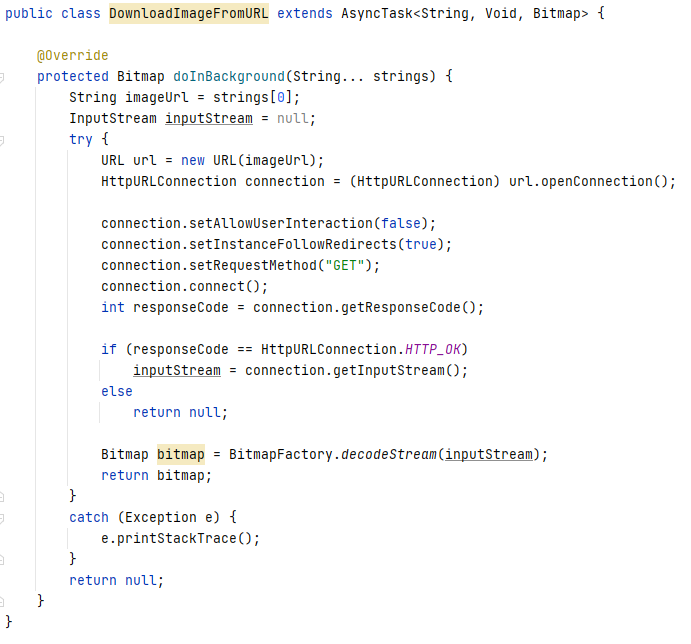 public class DownloadImageFromURL extends AsyncTask<String, Void, Bitmap> {
@Override
protected Bitmap doInBackground(String... strings) {
String imageUrl = strings[0];
InputStream inputStream = null;
try {
URL url = new URL(imageUrl);
HttpURLConnection connection = (HttpURLConnection) url.openConnection();
connection.setAllowUserInteraction(false);
connection.setInstanceFollowRedirects(true);
connection.setRequestMethod("GET");
connection.connect();
int responseCode = connection.getResponseCode();
if (responseCode == HttpURLConnection.HTTP_OK)
inputStream = connection.getInputStream();
else
return null;
Bitmap bitmap = BitmapFactory.decodeStream(inputStream);
return bitmap;
}
catch (Exception e) {
e.printStackTrace();
}
return null;
}
}